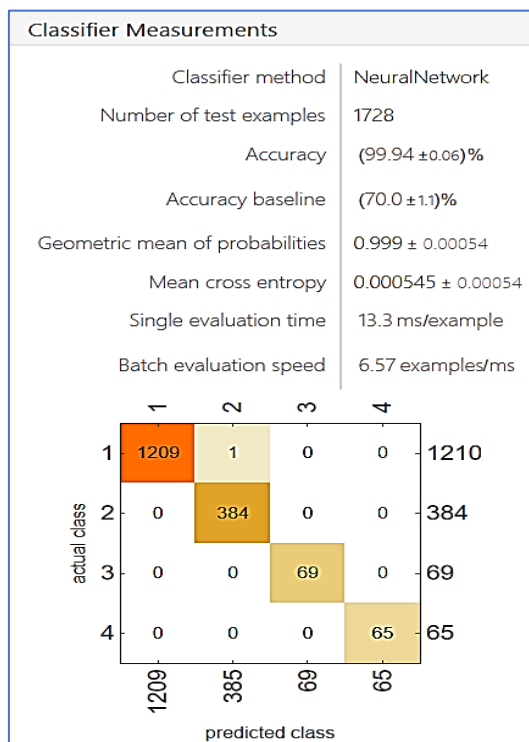 Classifier Measurements
Classifier method NeuralNetwork
Number of test examples 1728
Accuracy (99.94 ±0.06)%
Accuracy baseline (70.0 ±1.1)%
Geometric mean of probabilities 0.999 ± 0.00054
Mean cross entropy 0.000545 ± 0.00054
Single evaluation time 13.3 ms/example
Batch evaluation speed 6.57 examples/ms
1 2 3 4
1 1209 1 0 0 1210
2 0 384 0 0 384
3 0 0 69 0 69
4 0 0 0 65 65
actual class
1209 385 69 65
predicted class